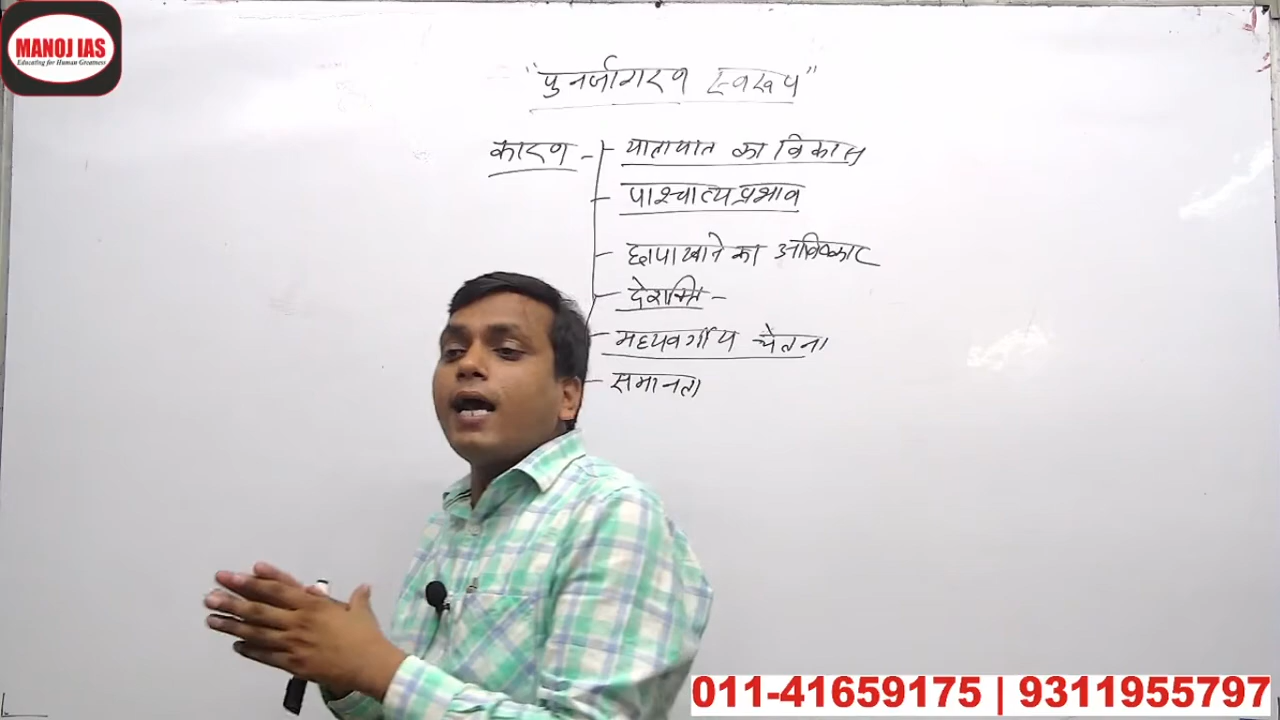 MANOJ IAS
Educating for Human Greatness
"पुनर्जागरण स्वरूप"
कारण - यातायात का विकास
पाश्चात्य प्रभाव
छापाखाने का आविष्कार
देशभक्ति -
मध्यवर्गीय चेतना
समानता
011-41659175 | 9311955797